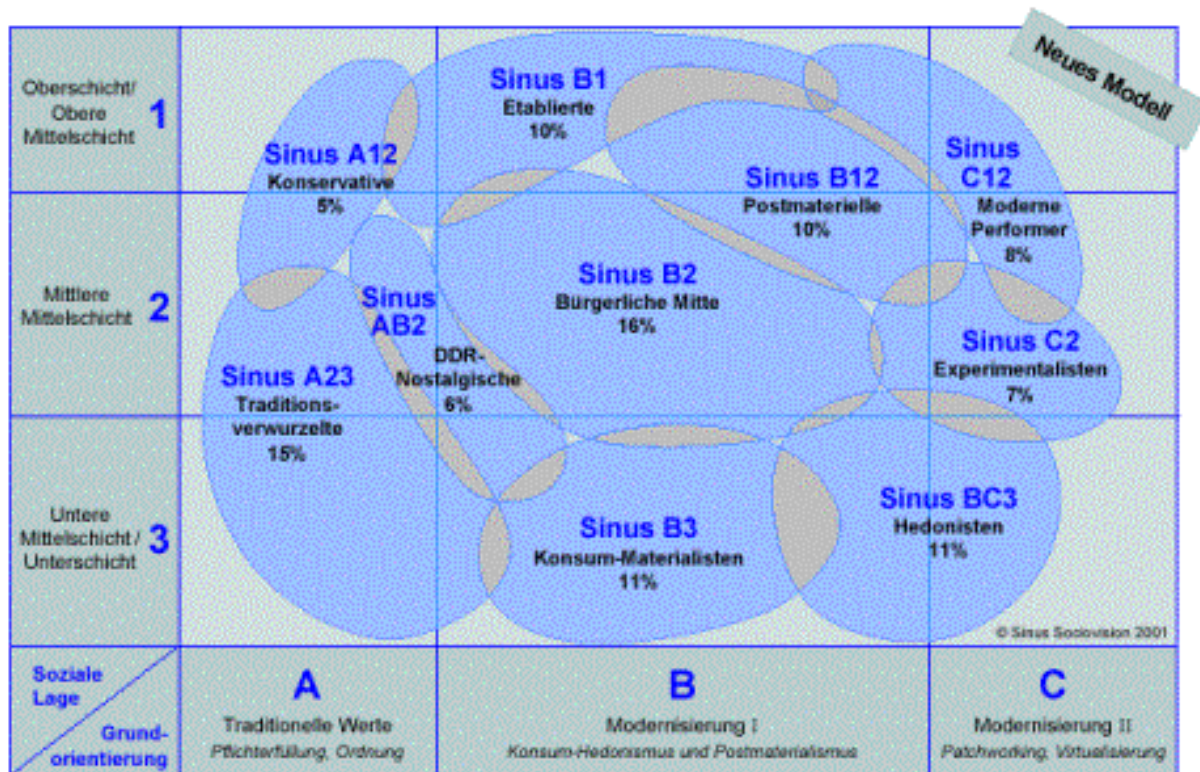 Neues Modell
Oberschicht/
Obere
Mittelschicht
1
Sinus B1
Etablierte
10%
Sinus A12
Konservative
5%
Sinus B12
Postmaterielle
10%
Sinus
C12
Moderne
Performer
8%
Mittlere
Mittelschicht
2
Sinus B2
Bürgerliche Mitte
16%
Sinus
AB2
DDR-
Nostalgische
6%
Sinus C2
Experimentalisten
7%
Sinus A23
Traditions-
verwurzelte
15%
Untere
Mittelschicht /
Unterschicht
3
Sinus B3
Konsum-Materialisten
11%
Sinus BC3
Hedonisten
11%
© Sinus Sociovision 2001
Soziale
Lage
Grund-
orientierung
A
Traditionelle Werte
Pflichterfüllung, Ordnung
B
Modernisierung I
Konsum-Hedonismus und Postmaterialismus
C
Modernisierung II
Patchworking, Virtualisierung